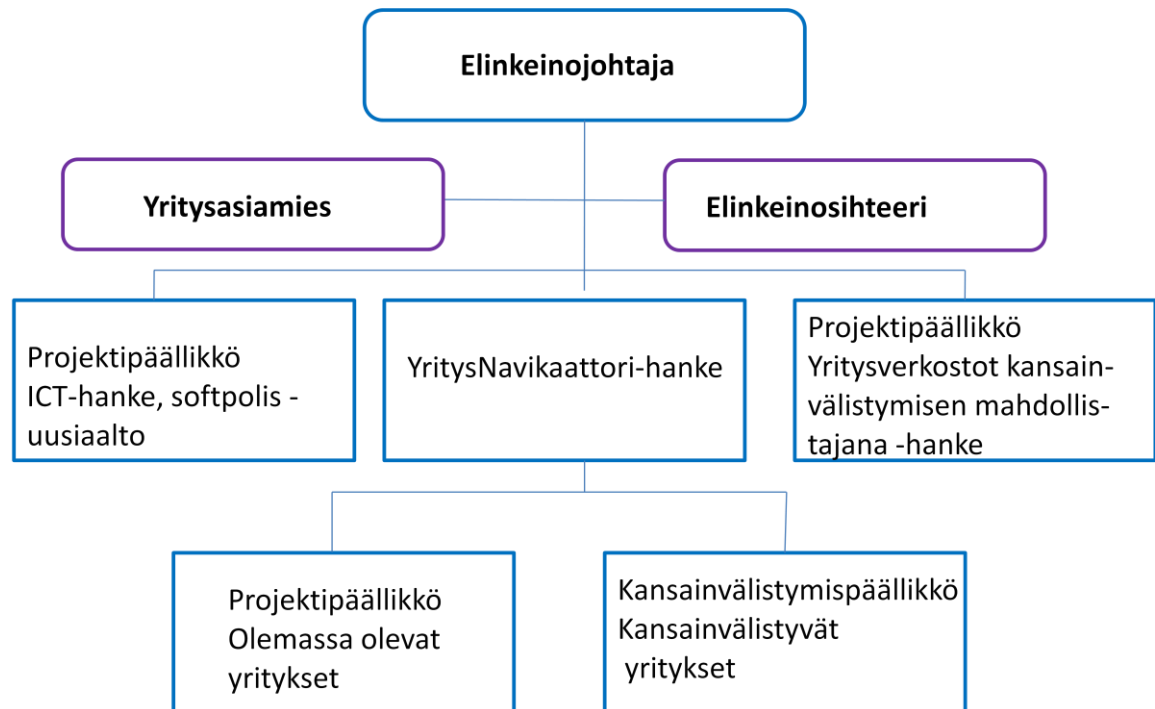 Elinkeinojohtaja
Yritysasiamies
Elinkeinosihteeri
Projektipäällikkö
ICT-hanke, softpolis -
uusiaalto
YritysNavikaattori-hanke
Projektipäällikkö
Yritysverkostot kansain-
välistymisen mahdollis-
tajana -hanke
Projektipäällikkö
Olemassa olevat
yritykset
Kansainvälistymispäällikkö
Kansainvälistyvät
yritykset